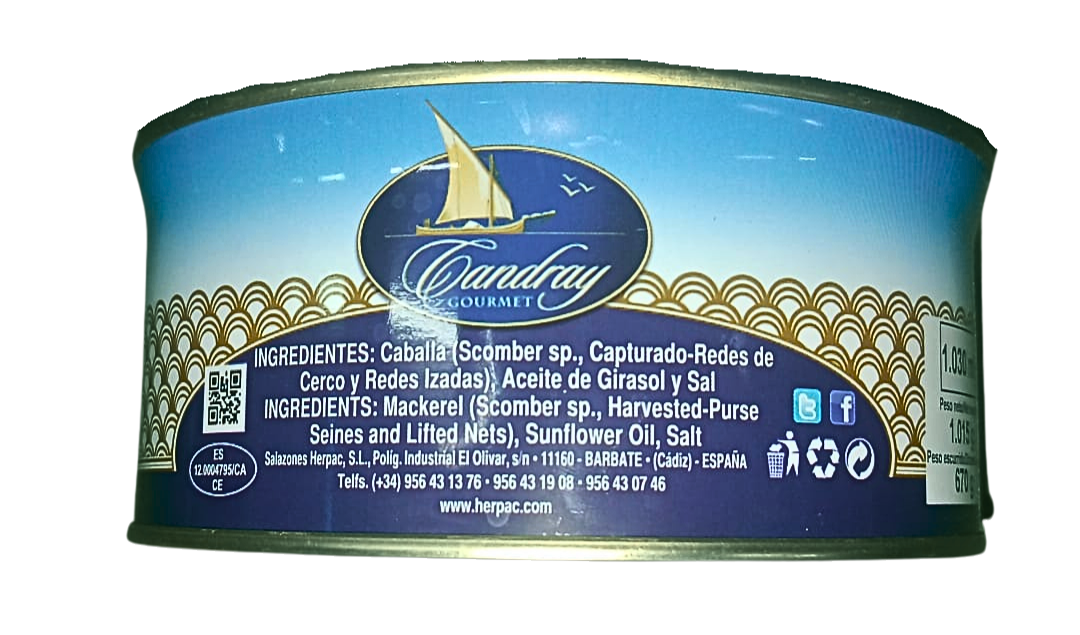 Candray
GOURMET
INGREDIENTES: Caballa (Scomber sp., Capturado-Redes de
Cerco y Redes Izadas), Aceite de Girasol y Sal
INGREDIENTS: Mackerel (Scomber sp., Harvested-Purse
Seines and Lifted Nets), Sunflower Oil, Salt
Salazones Herpac, S.L., Políg. Industrial El Olivar, s/n • 11160 - BARBATE • (Cádiz) - ESPAÑA
Telfs. (+34) 956 43 13 76 • 956 43 19 08 • 956 43 07 46
www.herpac.com
ES
12.0004795/CA
CE
1.030
Peso
1.015
Peso
670